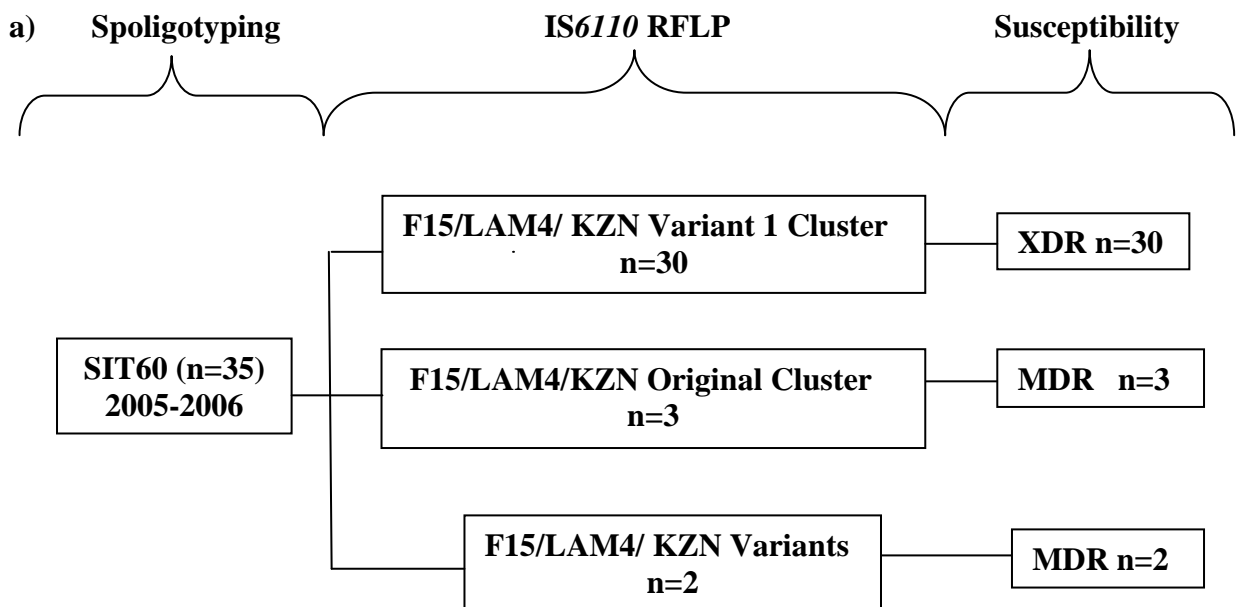 a) Spoligotyping IS6110 RFLP Susceptibility
F15/LAM4/ KZN Variant 1 Cluster
n=30
XDR n=30
SIT60 (n=35)
2005-2006
F15/LAM4/KZN Original Cluster
n=3
MDR n=3
F15/LAM4/ KZN Variants
n=2
MDR n=2